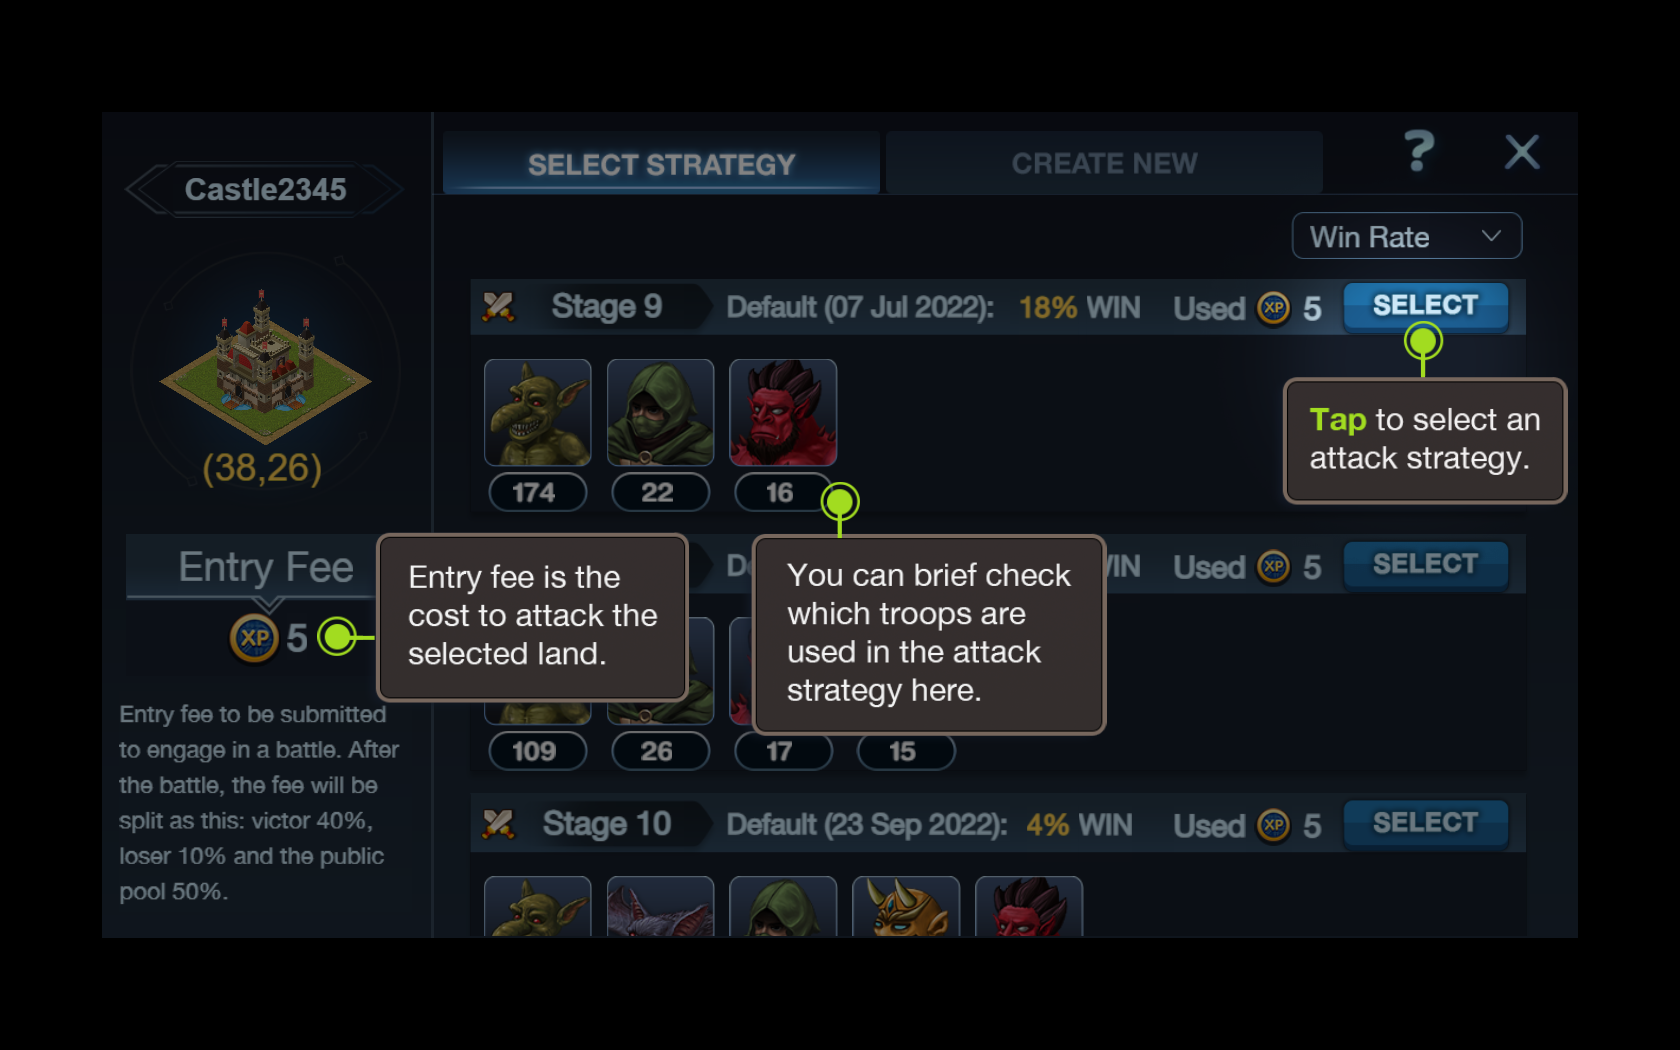 SELECT STRATEGY
CREATE NEW
?
Castle2345
Win Rate
Stage 9
Default (07 Jul 2022): 18% WIN
Used XP 5
SELECT
Tap to select an
attack strategy.
(38,26)
174
22
16
Entry Fee
XP 5
Entry fee is the
cost to attack the
selected land.
You can brief check
which troops are
used in the attack
strategy here.
Used XP 5
SELECT
109
26
17
15
Entry fee to be submitted
to engage in a battle. After
the battle, the fee will be
split as this: victor 40%,
loser 10% and the public
pool 50%.
Stage 10
Default (23 Sep 2022): 4% WIN
Used XP 5
SELECT